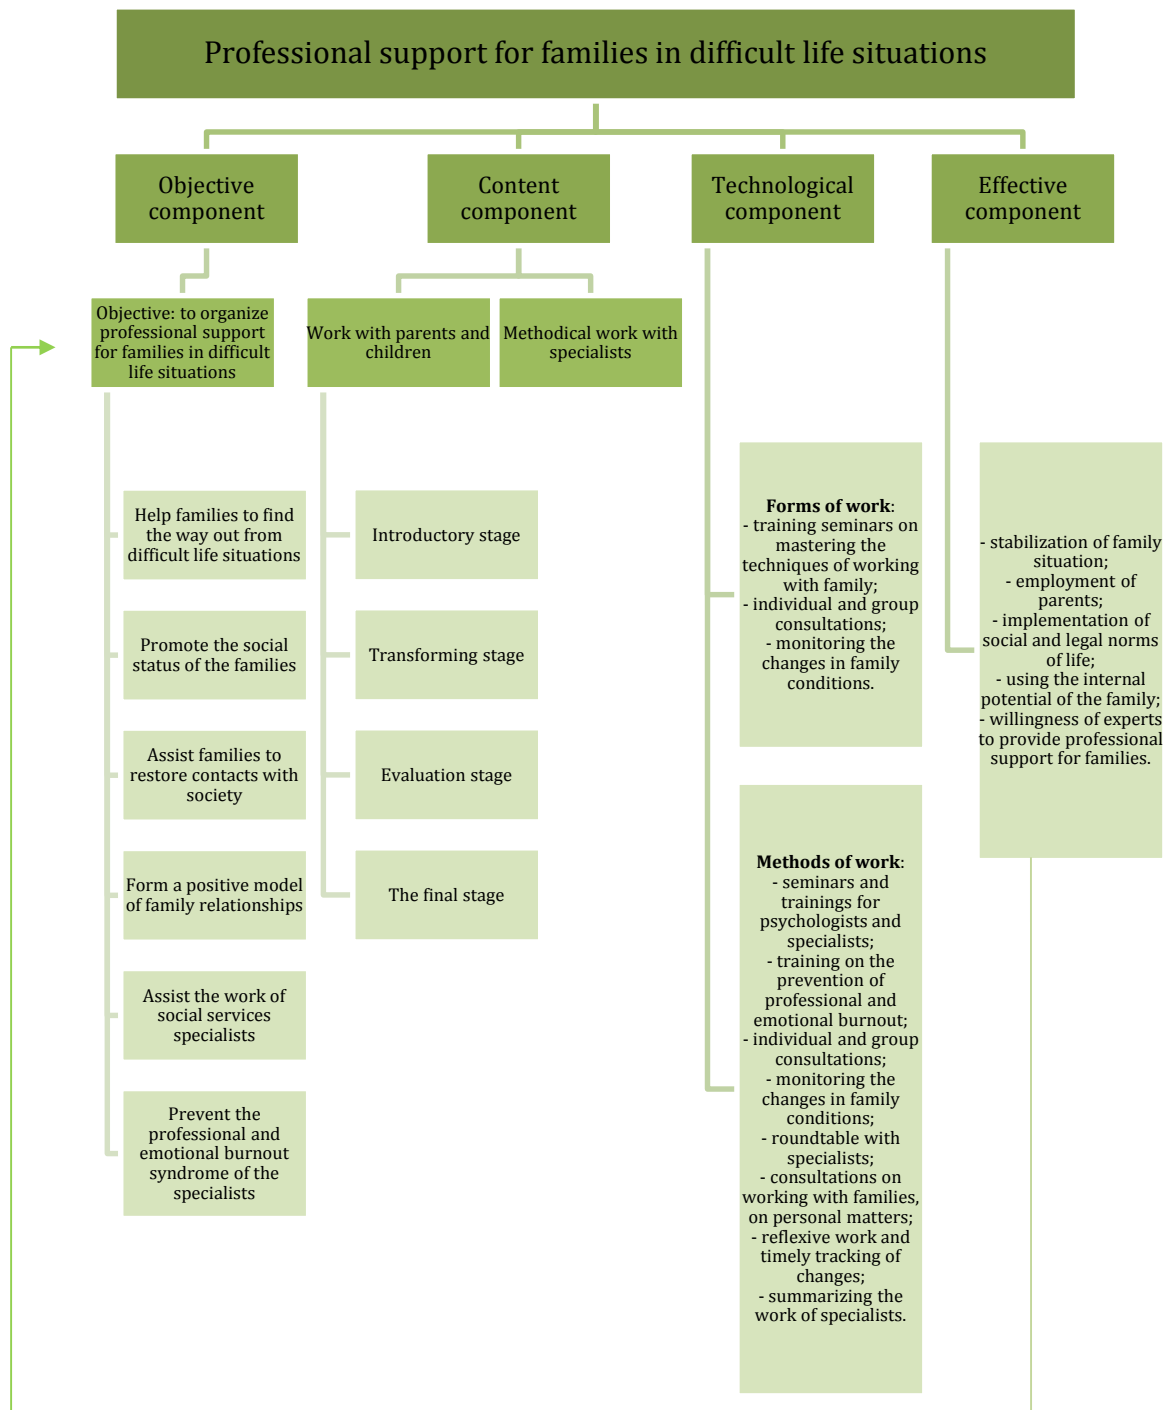 Professional support for families in difficult life situations
Objective
component
Content
component
Technological
component
Effective
component
Objective: to organize
professional support
for families in difficult
life situations
Work with parents and
children
Methodical work with
specialists
Help families to find
the way out from
difficult life situations
Promote the social
status of the families
Assist families to
restore contacts with
society
Form a positive model
of family relationships
Assist the work of
social services
specialists
Prevent the
professional and
emotional burnout
syndrome of the
specialists
Introductory stage
Transforming stage
Evaluation stage
The final stage
Forms of work:
- training seminars on
mastering the
techniques of working
with family;
- individual and group
consultations;
- monitoring the
changes in family
conditions.
Methods of work:
- seminars and
trainings for
psychologists and
specialists;
- training on the
prevention of
professional and
emotional burnout;
- individual and group
consultations;
- monitoring the
changes in family
conditions;
- roundtable with
specialists;
- consultations on
working with families,
on personal matters;
- reflexive work and
timely tracking of
changes;
- summarizing the
work of specialists.
- stabilization of family
situation;
- employment of
parents;
- implementation of
social and legal norms
of life;
- using the internal
potential of the family;
- willingness of experts
to provide professional
support for families.